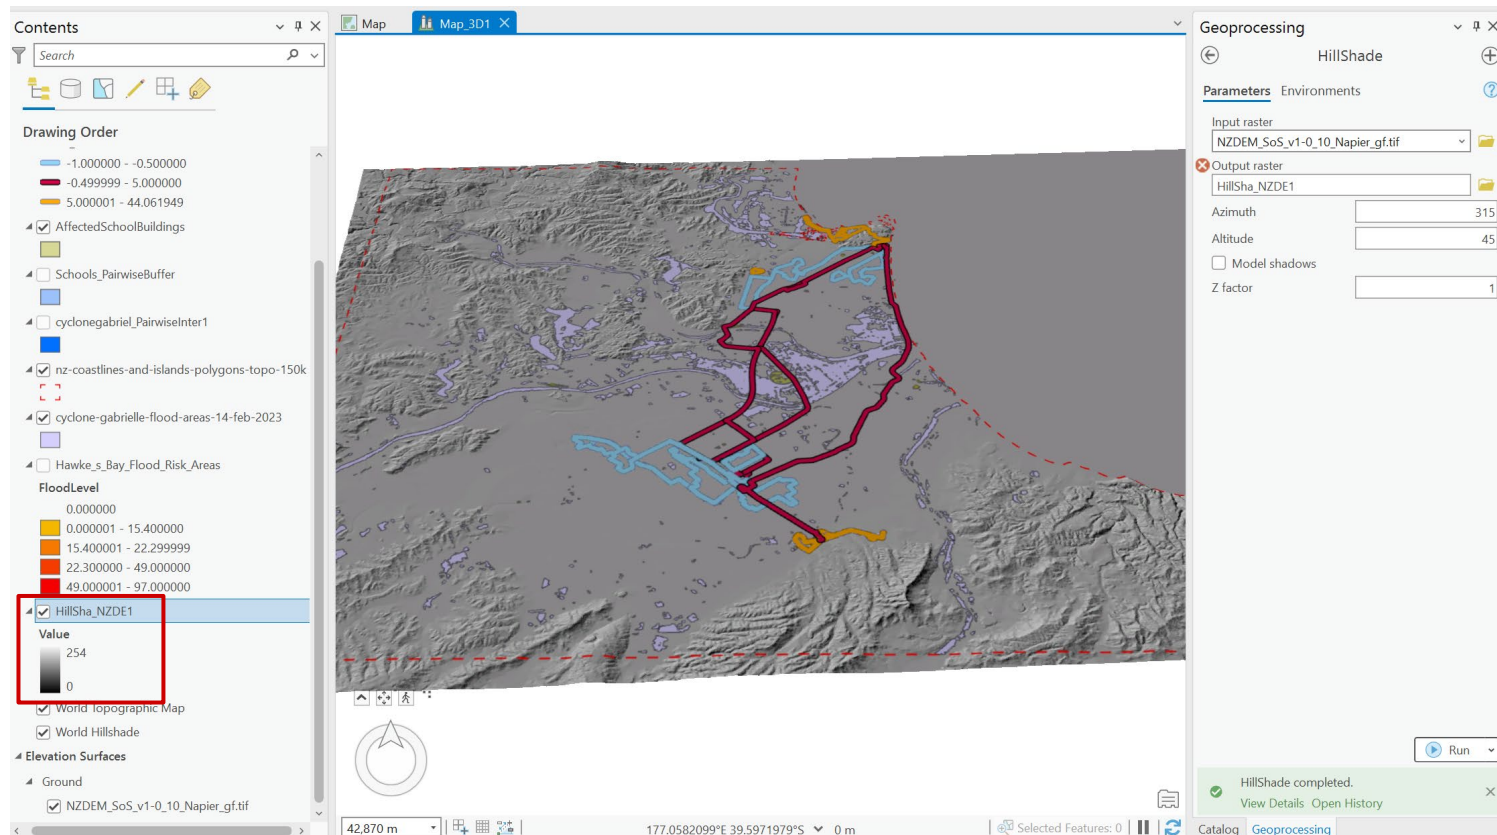 Contents
Search
Drawing Order
-1.000000 - -0.500000
-0.499999 - 5.000000
5.000001 - 44.061949
AffectedSchoolBuildings
Schools_PairwiseBuffer
cyclonegabriel_PairwiseInter1
nz-coastlines-and-islands-polygons-topo-150k
cyclone-gabrielle-flood-areas-14-feb-2023
Hawke_s_Bay_Flood_Risk_Areas
FloodLevel
0.000000
0.000001 - 15.400000
15.400001 - 22.299999
22.300000 - 49.000000
49.000001 - 97.000000
HillSha_NZDE1
Value
254
0
World Topographic Map
World Hillshade
Elevation Surfaces
Ground
NZDEM_SoS_v1-0_10_Napier_gf.tif
Map
Map_3D1
42,870 m
177.0582099°E 39.5971979°S
0 m
Selected Features: 0
Geoprocessing
HillShade
Parameters Environments
Input raster
NZDEM_SoS_v1-0_10_Napier_gf.tif
Output raster
HillSha_NZDE1
Azimuth 315
Altitude 45
Model shadows
Z factor 1
Run
HillShade completed.
View Details Open History
Catalog Geoprocessing